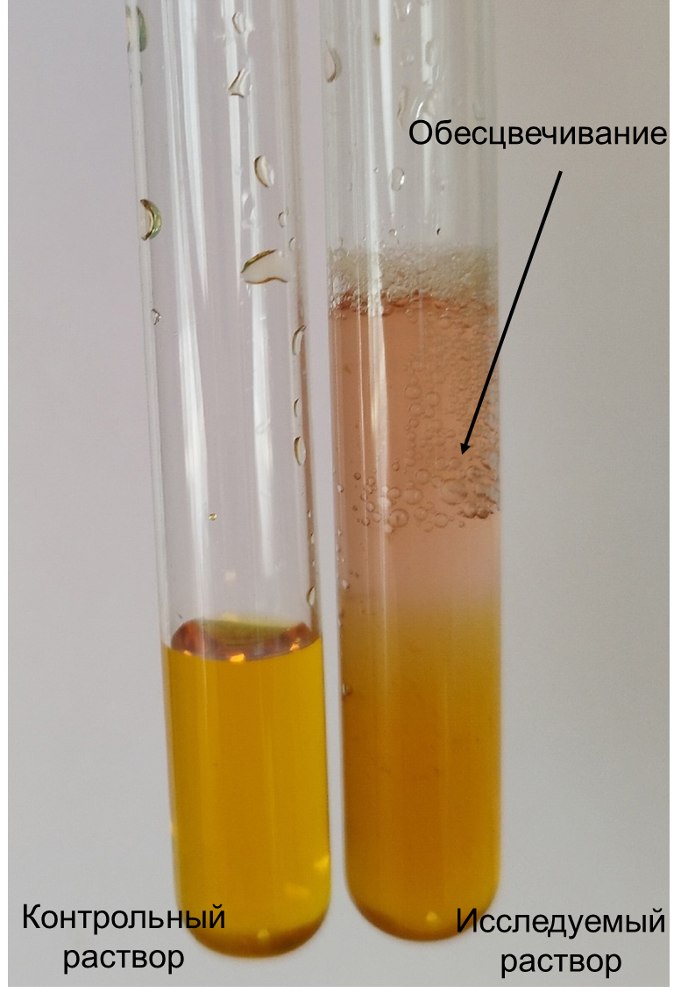 Обесцвечивание
Контрольный
раствор
Исследуемый
раствор